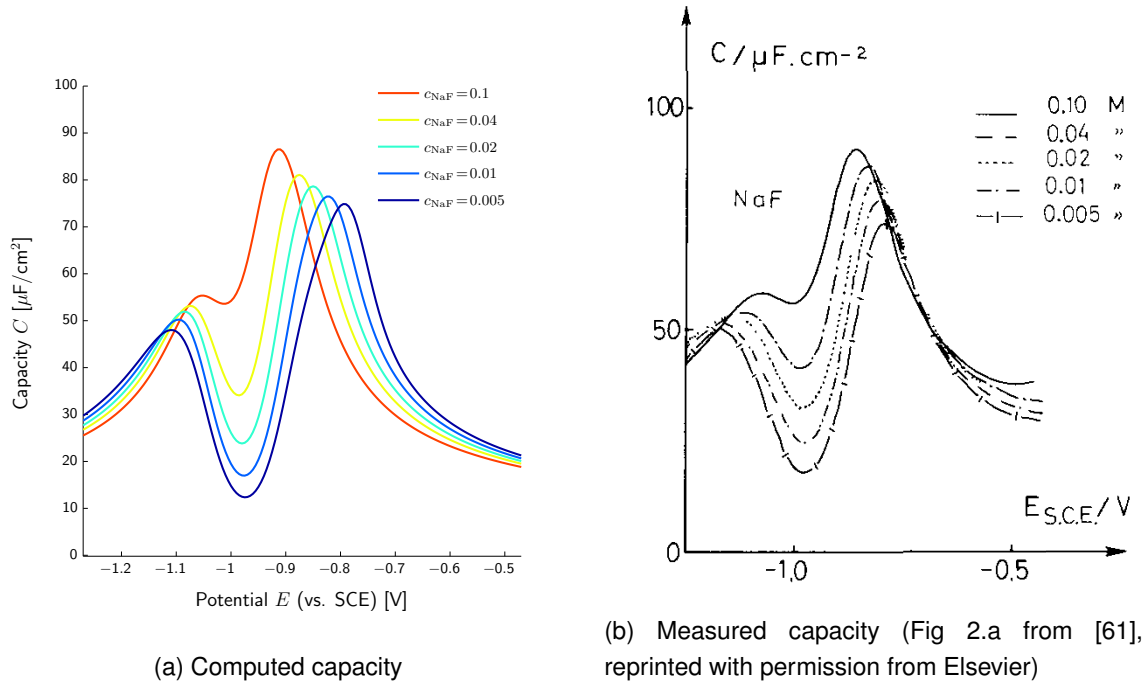 100
90
80
70
60
50
40
30
20
10
0
−1.2
−1.1
−1
−0.9
−0.8
−0.7
−0.6
−0.5
Capacity C [μF/cm²]
Potential E (vs. SCE) [V]
c_NaF=0.1
c_NaF=0.04
c_NaF=0.02
c_NaF=0.01
c_NaF=0.005
(a) Computed capacity
C/μF.cm-2
100
50
0
0.10 M
0.04 "
0.02 "
0.01 "
0.005 "
NaF
E S.C.E./V
-1,0
-0,5
(b) Measured capacity (Fig 2.a from [61],
reprinted with permission from Elsevier)